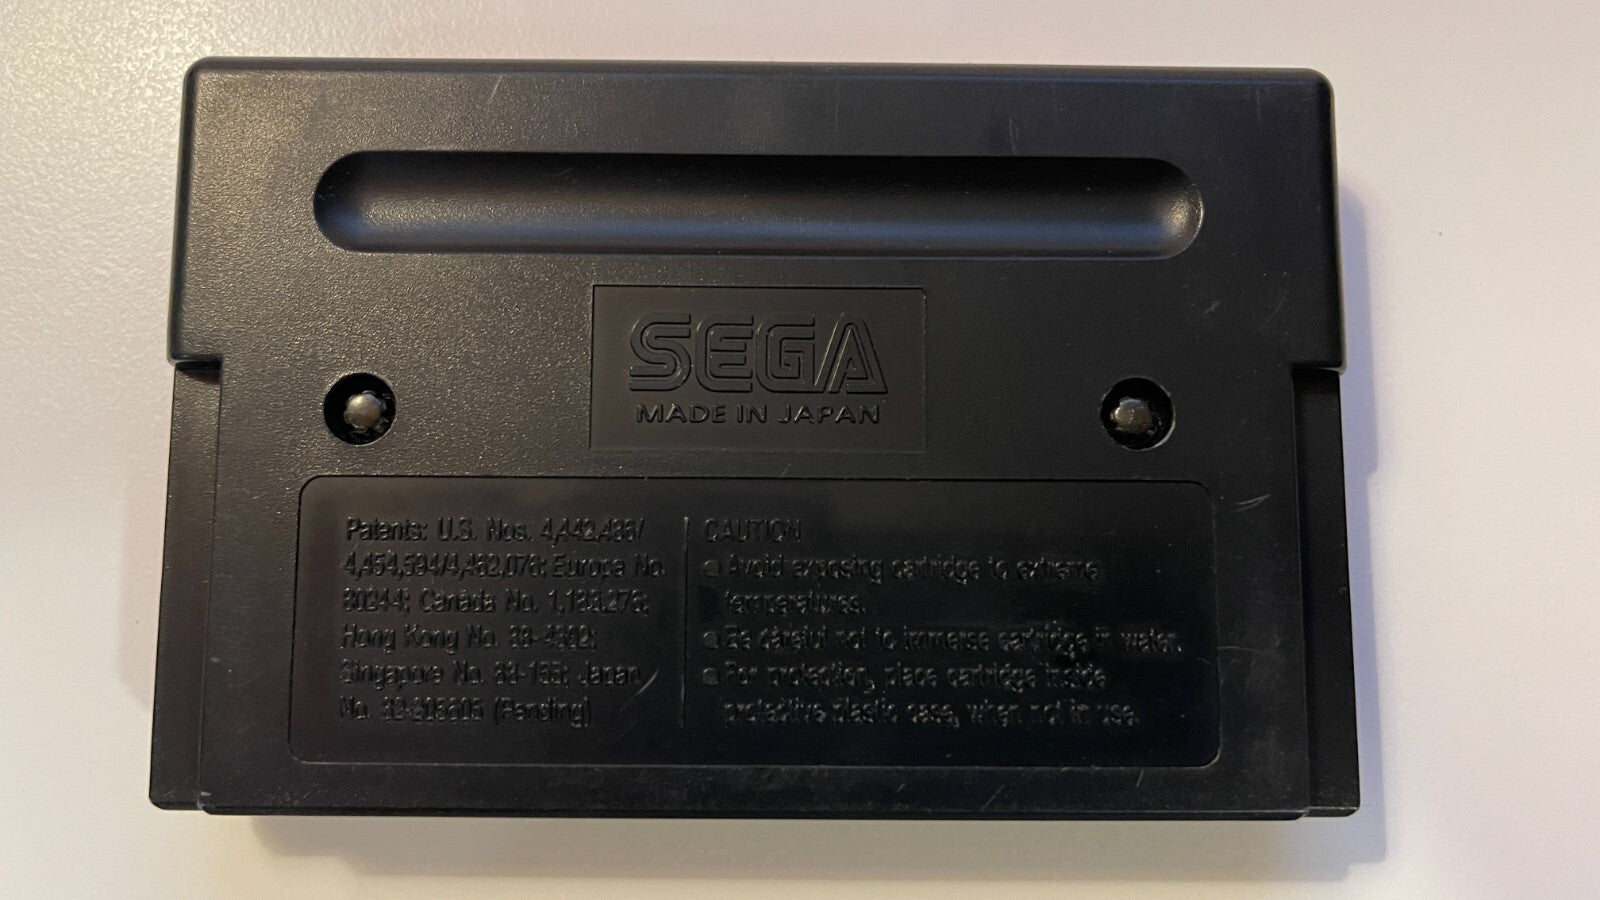 SEGA
MADE IN JAPAN
Patents: U.S. Nos. 4,442,486/
4,454,594/4,462,076; Europe No.
80244; Canada No. 1,183,276;
Hong Kong No. 88-4302;
Singapore No. 88-155; Japan
No. 82-205605 (Pending)
CAUTION
● Avoid exposing cartridge to extreme
temperatures.
● Be careful not to immerse cartridge in water.
● For protection, place cartridge inside
protective plastic case, when not in use.